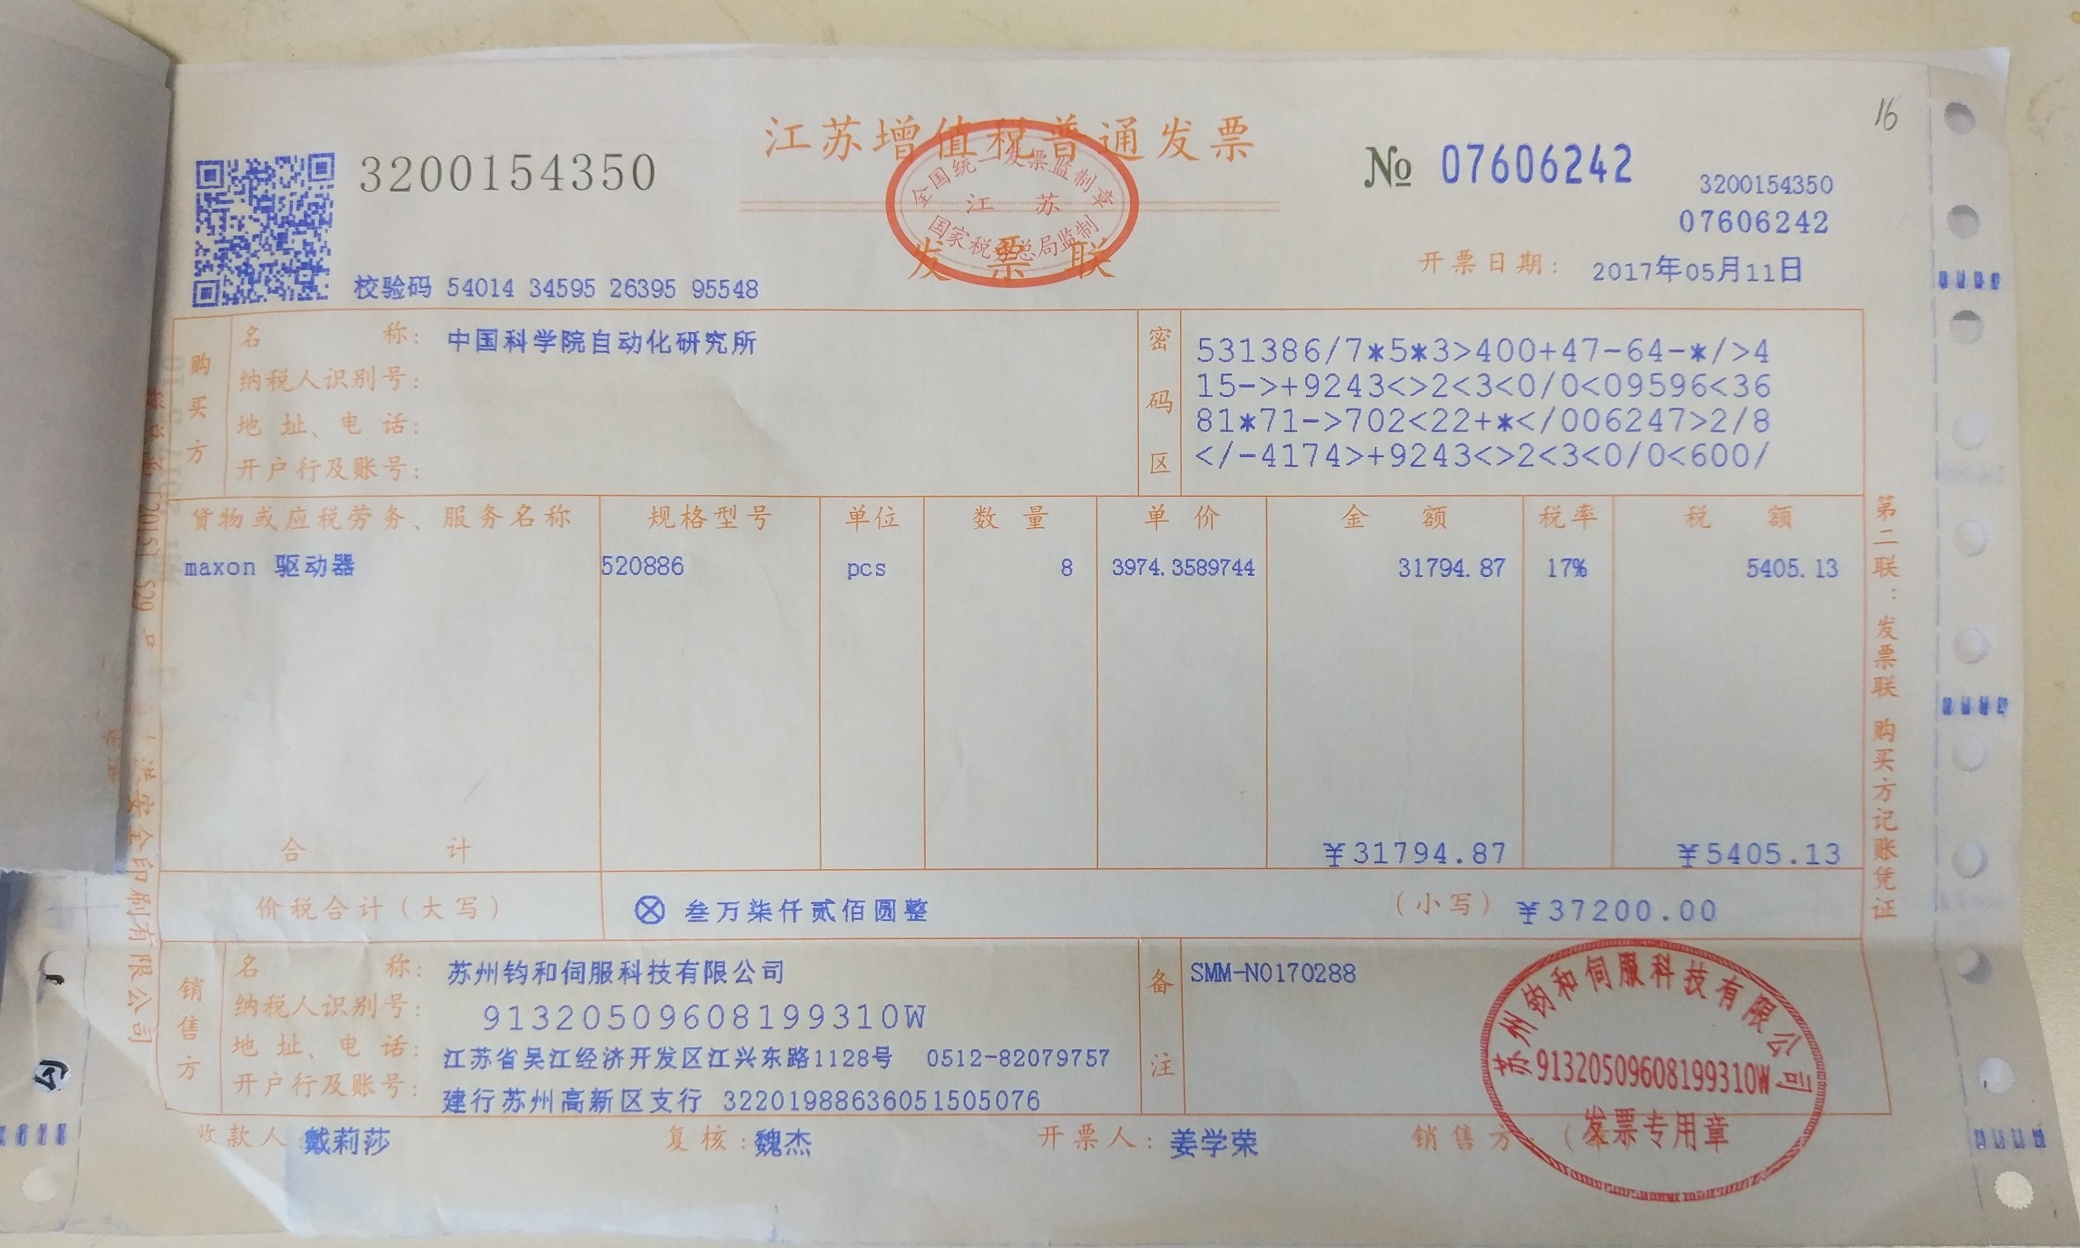 16
江苏增值税普通发票
3200154350
№ 07606242
3200154350
07606242
全国统一发票监制章
江 苏
国家税务总局监制
发票联
校验码 54014 34595 26395 95548
开票日期: 2017年05月11日
购买方
名 称: 中国科学院自动化研究所
纳税人识别号:
地 址、电 话:
开户行及账号:
密码区
531386/7*5*3>400+47-64-*/>4
15->+9243<>2<3<0/0<09596<36
81*71->702<22+*</006247>2/8
</-4174>+9243<>2<3<0/0<600/
货物或应税劳务、服务名称 规格型号 单位 数 量 单 价 金 额 税率 税 额
maxon 驱动器 520886 pcs 8 3974.3589744 31794.87 17% 5405.13
合 计 ¥31794.87 ¥5405.13
价税合计(大写) ⊗ 叁万柒仟贰佰圆整 (小写) ¥37200.00
销售方
名 称: 苏州钧和伺服科技有限公司
纳税人识别号: 91320509608199310W
地 址、电 话: 江苏省吴江经济开发区江兴东路1128号 0512-82079757
开户行及账号: 建行苏州高新区支行 32201988636051505076
备注
SMM-N0170288
收款人 戴莉莎 复核:魏杰 开票人: 姜学荣 销售方:(
苏州钧和伺服科技有限公司
91320509608199310W
发票专用章
第二联:发票联 购买方记账凭证
安全印刷有限公司